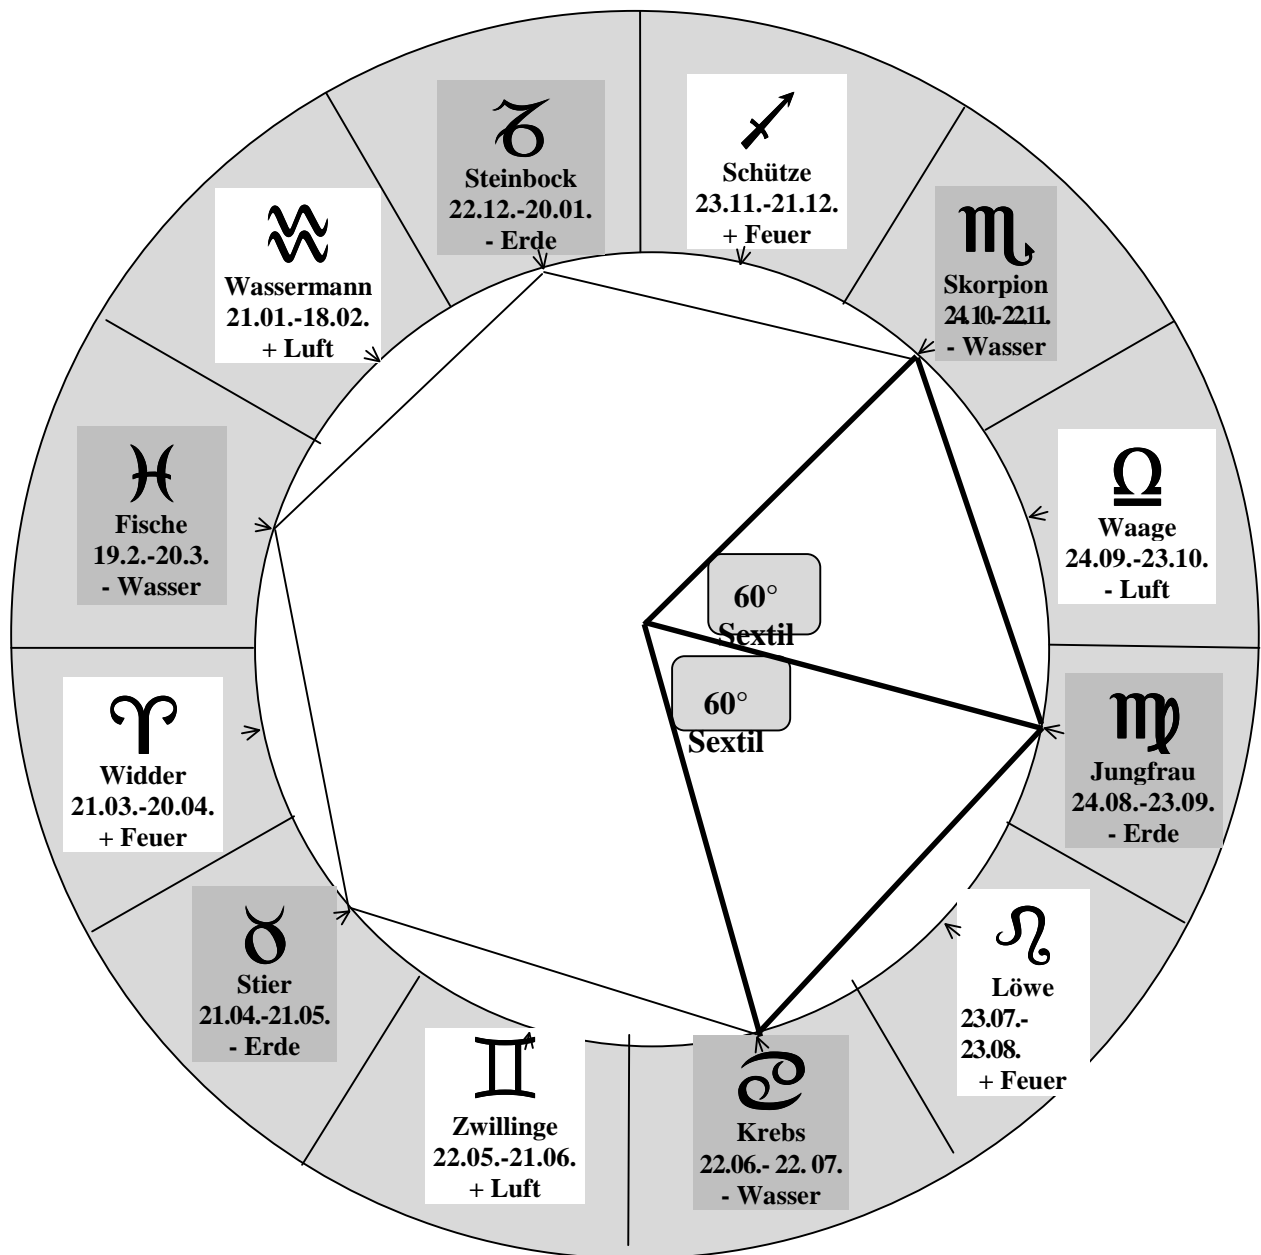 Steinbock
22.12.-20.01.
- Erde
Schütze
23.11.-21.12.
+ Feuer
Skorpion
24.10.-22.11.
- Wasser
Wassermann
21.01.-18.02.
+ Luft
Fische
19.2.-20.3.
- Wasser
Waage
24.09.-23.10.
- Luft
60°
Sextil
60°
Sextil
Widder
21.03.-20.04.
+ Feuer
Jungfrau
24.08.-23.09.
- Erde
Stier
21.04.-21.05.
- Erde
Löwe
23.07.-
23.08.
+ Feuer
Zwillinge
22.05.-21.06.
+ Luft
Krebs
22.06.- 22. 07.
- Wasser